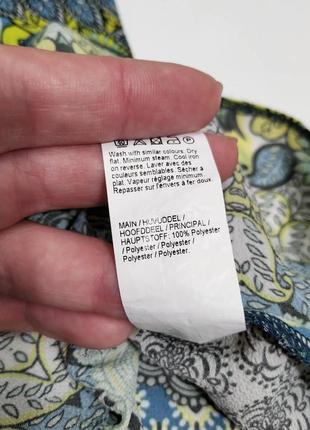 Wash with similar colours. Dry
flat. Minimum steam. Cool iron
on reverse. Laver avec des
couleurs semblables. Sécher à
plat. Vapeur réglage minimum.
Repasser sur l'envers à fer doux.
MAIN / HUVUDDEL /
HOOFDDEEL / PRINCIPAL /
HAUPTSTOFF: 100% Polyester
/ Polyester / Polyester /
Polyester / Polyester.